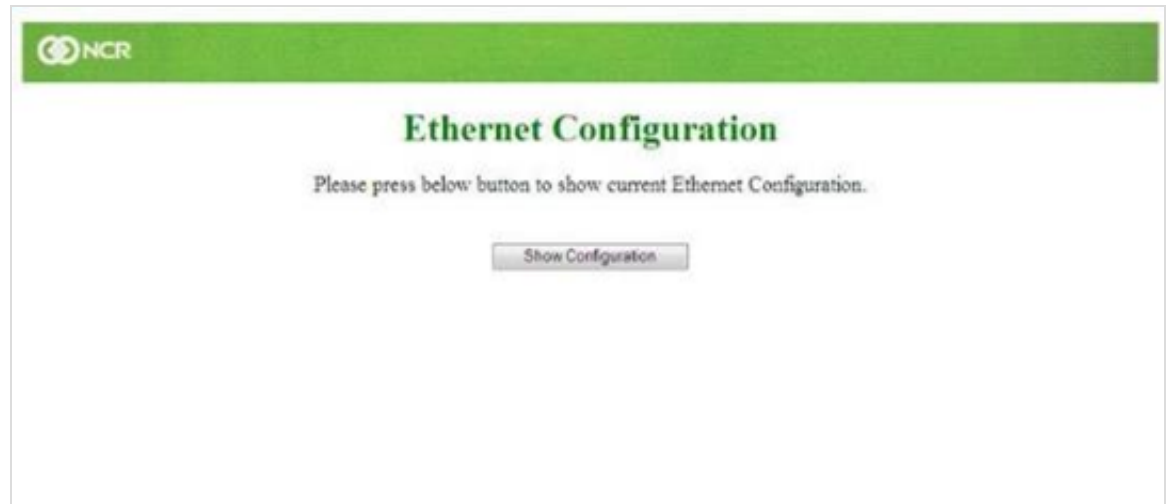 NCR
Ethernet Configuration
Please press below button to show current Ethernet Configuration.
Show Configuration